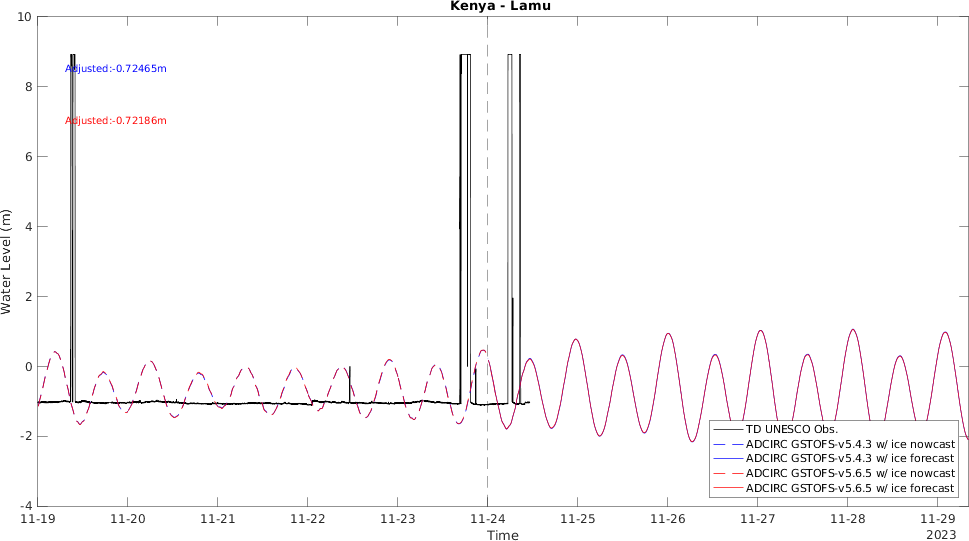 Kenya - Lamu
10
8
6
4
2
0
-2
-4
Water Level (m)
Adjusted:-0.72465m
Adjusted:-0.72186m
TD UNESCO Obs.
ADCIRC GSTOFS-v5.4.3 w/ ice nowcast
ADCIRC GSTOFS-v5.4.3 w/ ice forecast
ADCIRC GSTOFS-v5.6.5 w/ ice nowcast
ADCIRC GSTOFS-v5.6.5 w/ ice forecast
11-19 11-20 11-21 11-22 11-23 11-24 11-25 11-26 11-27 11-28 11-29
2023
Time